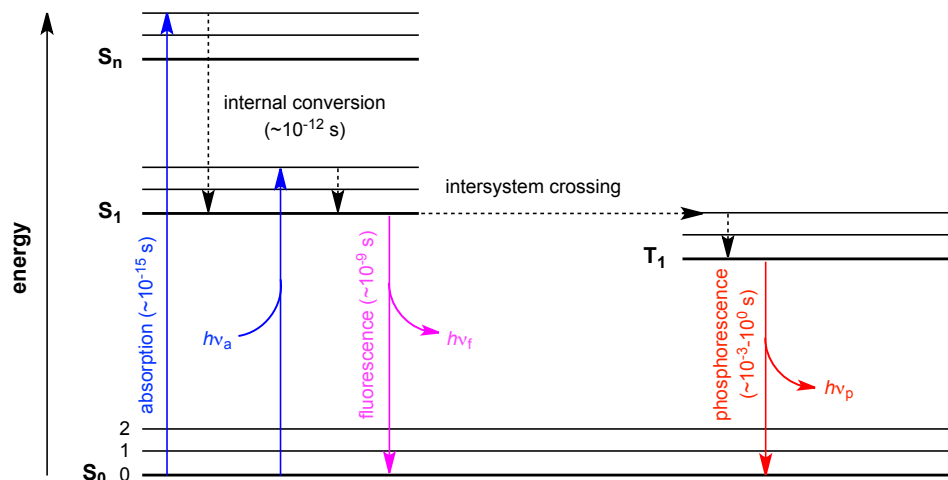 energy
Sₙ
internal conversion
(~10⁻¹² s)
S₁
intersystem crossing
T₁
absorption (~10⁻¹⁵ s)
hνₐ
fluorescence (~10⁻⁹ s)
hν_f
phosphorescence
(~10⁻³-10⁰ s)
hνₚ
2
1
S₀ 0